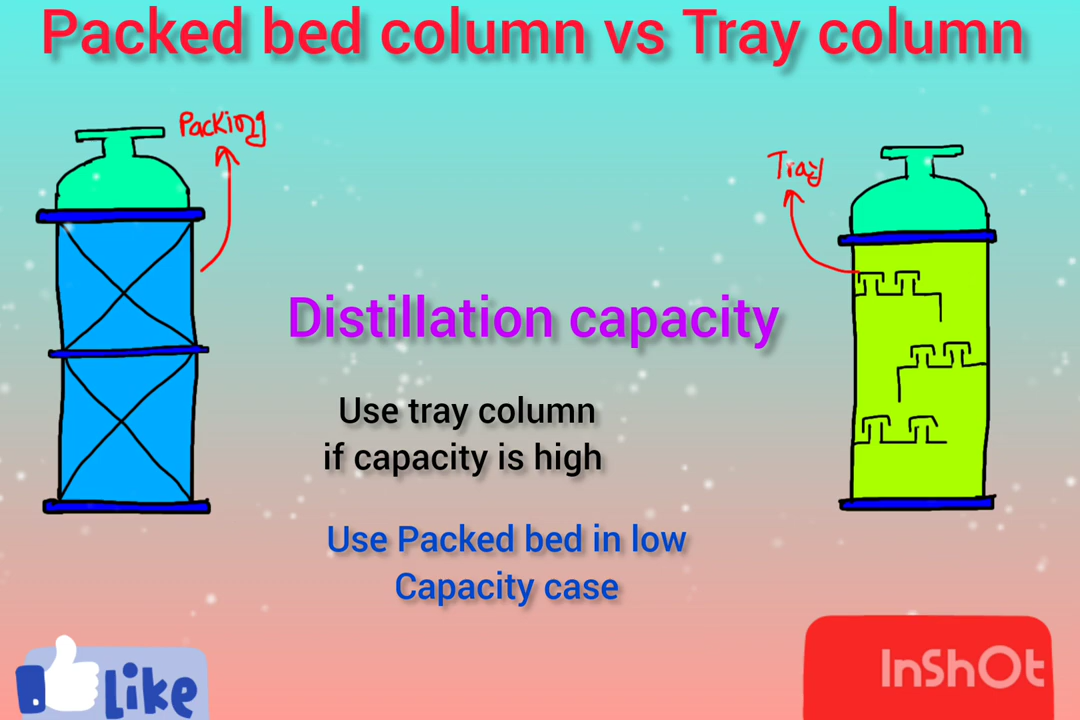 Packed bed column vs Tray column
Packing
Tray
Distillation capacity
Use tray column
if capacity is high
Use Packed bed in low
Capacity case
Like
InShOt